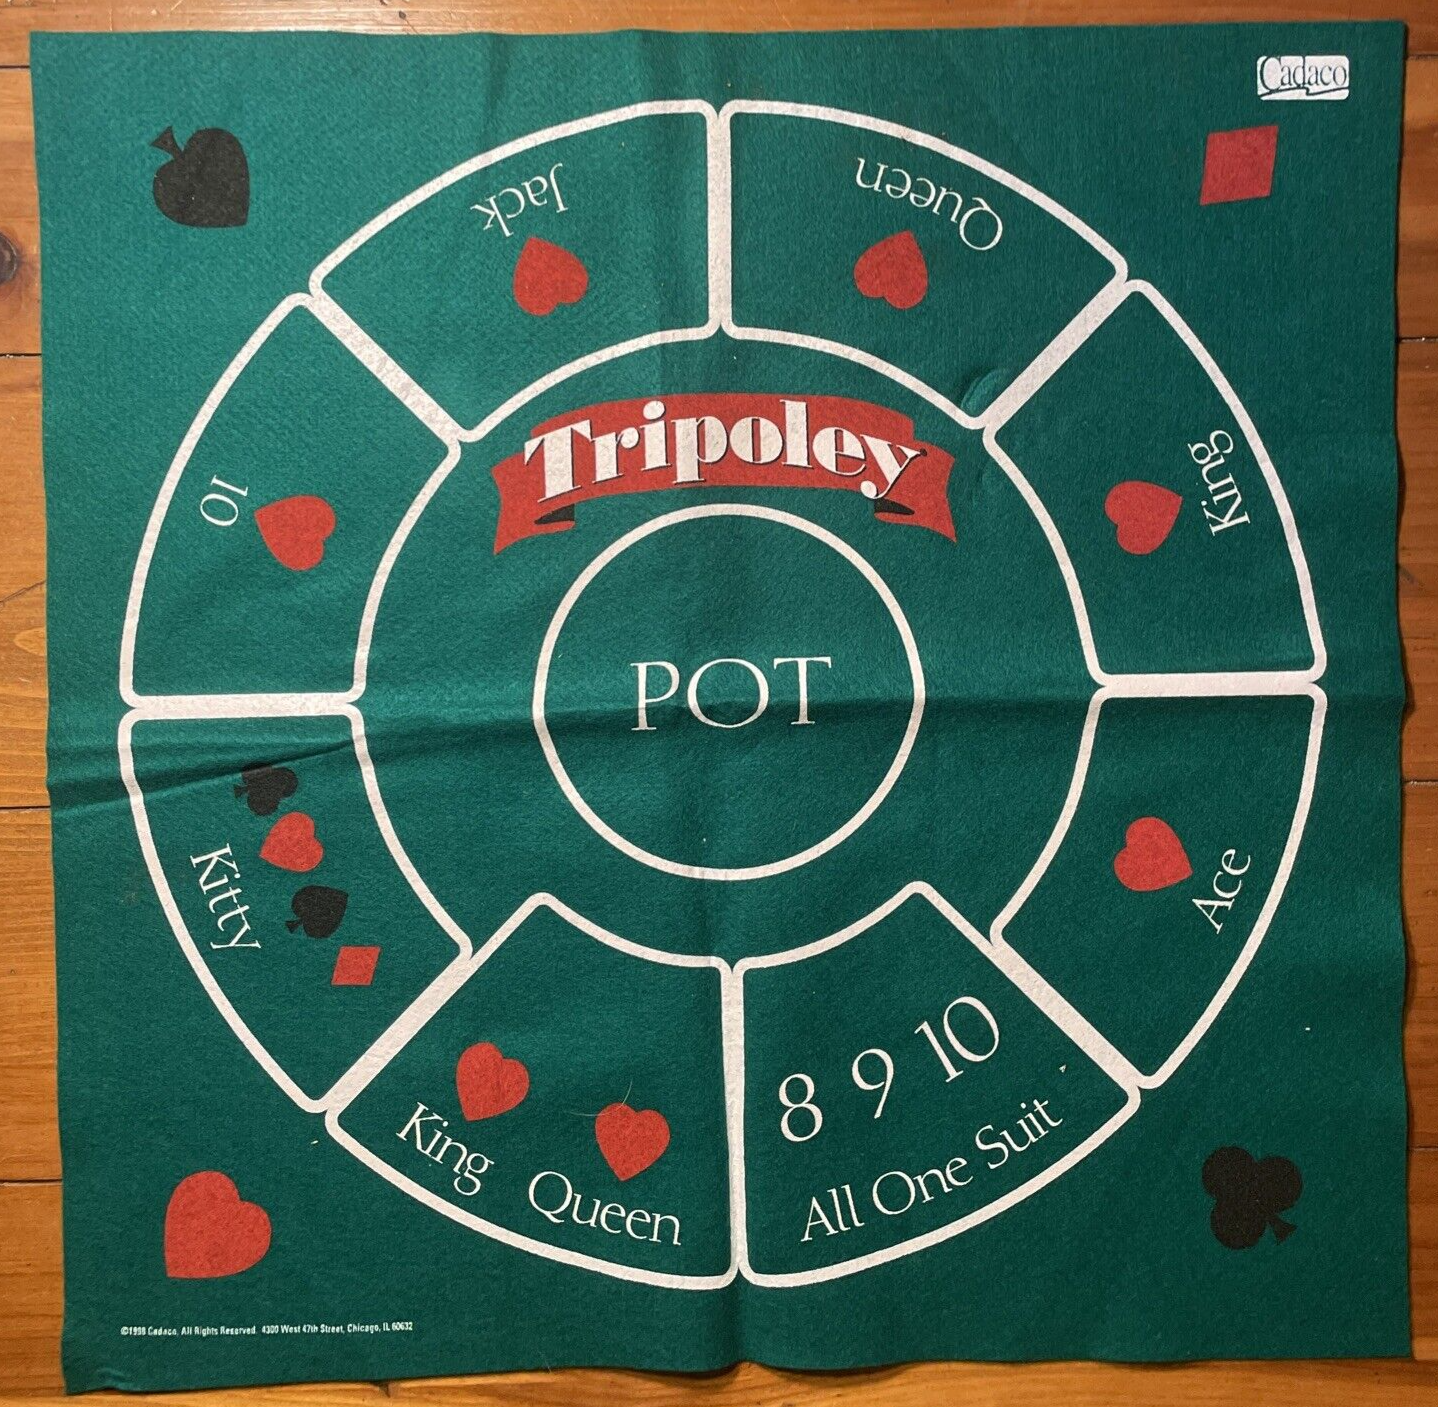 Cadaco
Jack
Queen
10
King
Tripoley
POT
Kitty
Ace
King Queen
8 9 10
All One Suit
©1998 Cadaco, All Rights Reserved. 4300 West 47th Street, Chicago, IL 60632